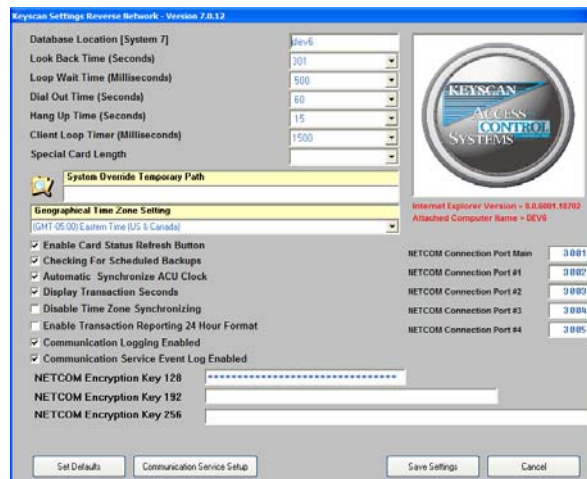 Keyscan Settings Reverse Network - Version 7.0.12
Database Location [System 7]
dev6
Look Back Time (Seconds)
301
Loop Wait Time (Milliseconds)
500
Dial Out Time (Seconds)
60
Hang Up Time (Seconds)
15
Client Loop Timer (Milliseconds)
1500
Special Card Length
KEYSCAN
ACCESS
CONTROL
SYSTEMS
System Override Temporary Path
Internet Explorer Version = 8.0.6001.18702
Attached Computer Name = DEV6
Geographical Time Zone Setting
(GMT-05:00) Eastern Time (US & Canada)
Enable Card Status Refresh Button
Checking For Scheduled Backups
Automatic Synchronize ACU Clock
Display Transaction Seconds
Disable Time Zone Synchronizing
Enable Transaction Reporting 24 Hour Format
Communication Logging Enabled
Communication Service Event Log Enabled
NETCOM Connection Port Main 3001
NETCOM Connection Port #1 3002
NETCOM Connection Port #2 3003
NETCOM Connection Port #3 3004
NETCOM Connection Port #4 3005
NETCOM Encryption Key 128 ********************************
NETCOM Encryption Key 192
NETCOM Encryption Key 256
Set Defaults
Communication Service Setup
Save Settings
Cancel